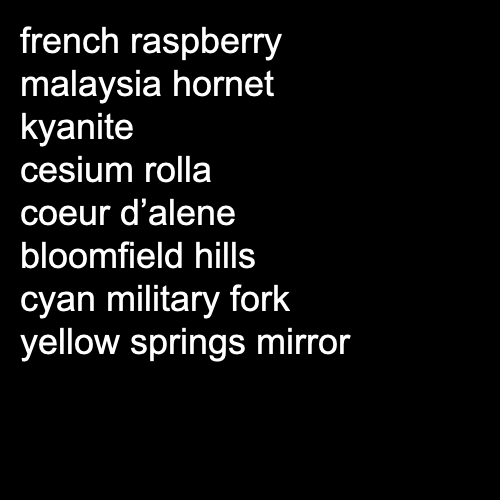 french raspberry
malaysia hornet
kyanite
cesium rolla
coeur d’alene
bloomfield hills
cyan military fork
yellow springs mirror